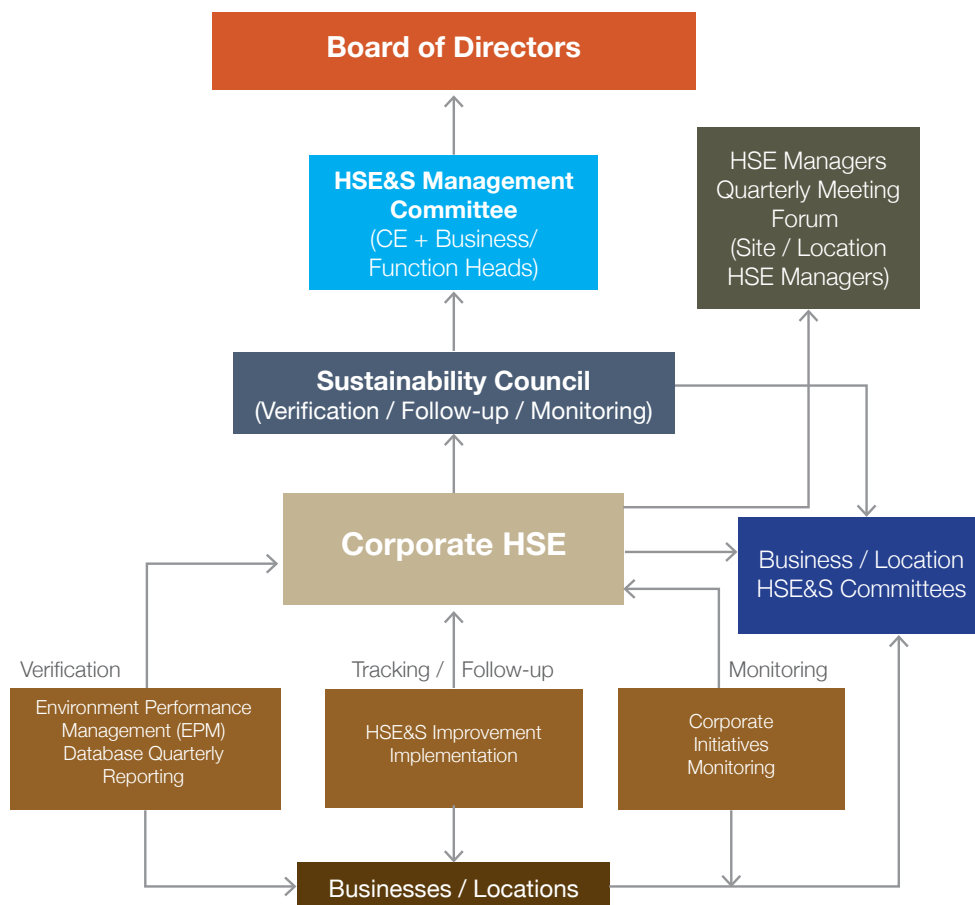 Board of Directors
HSE&S Management
Committee
(CE + Business/
Function Heads)
HSE Managers
Quarterly Meeting
Forum
(Site / Location
HSE Managers)
Sustainability Council
(Verification / Follow-up / Monitoring)
Corporate HSE
Business / Location
HSE&S Committees
Verification
Tracking / Follow-up
Monitoring
Environment Performance
Management (EPM)
Database Quarterly
Reporting
HSE&S Improvement
Implementation
Corporate
Initiatives
Monitoring
Businesses / Locations